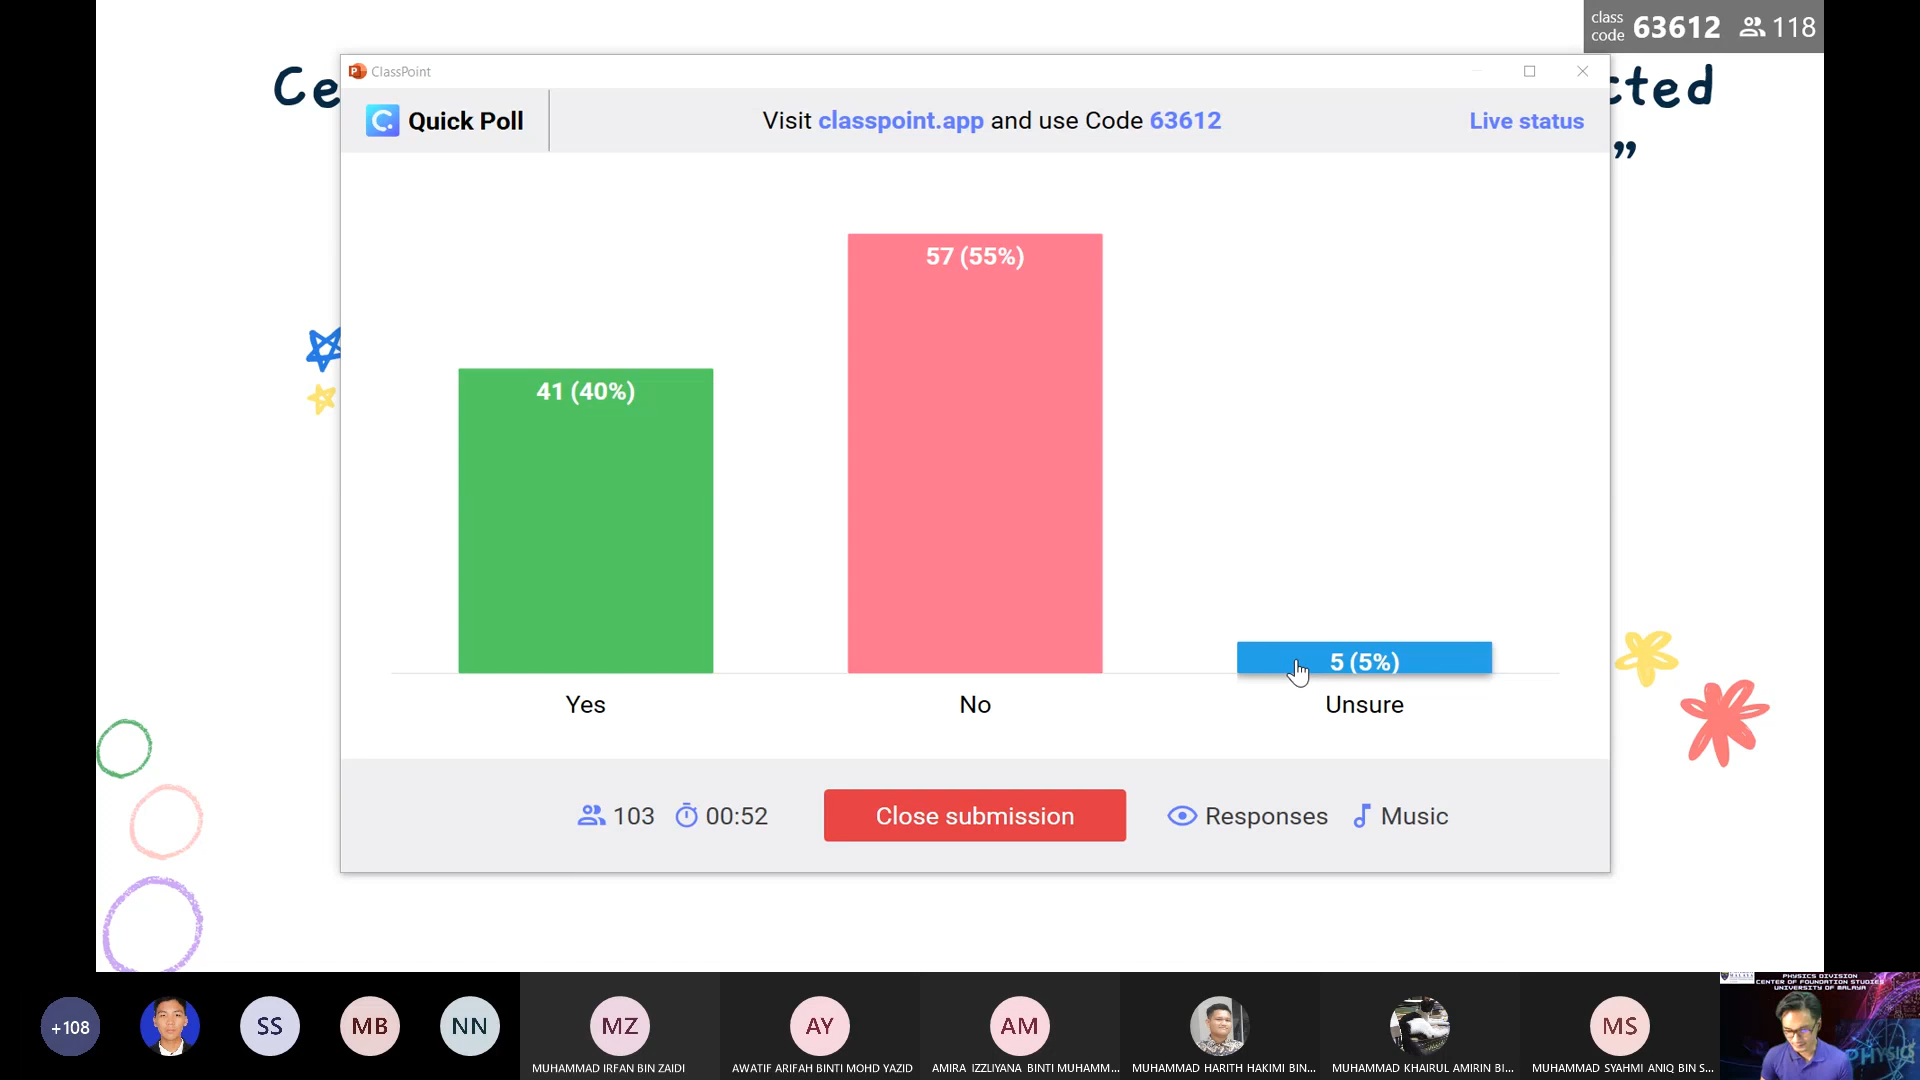 class
code 63612 118
Ce
cted
”
ClassPoint
C. Quick Poll
Visit classpoint.app and use Code 63612
Live status
57 (55%)
41 (40%)
5 (5%)
Yes
No
Unsure
103
00:52
Close submission
Responses
Music
+108
SS
MB
NN
MZ
AY
AM
MS
MUHAMMAD IRFAN BIN ZAIDI
AWATIF ARIFAH BINTI MOHD YAZID
AMIRA IZZLIYANA BINTI MUHAMM...
MUHAMMAD HARITH HAKIMI BIN...
MUHAMMAD KHAIRUL AMIRIN BI...
MUHAMMAD SYAHMI ANIQ BIN S...
PHYSICS DIVISION
CENTER OF FOUNDATION STUDIES
UNIVERSITY OF MALAYA
PHYSICS